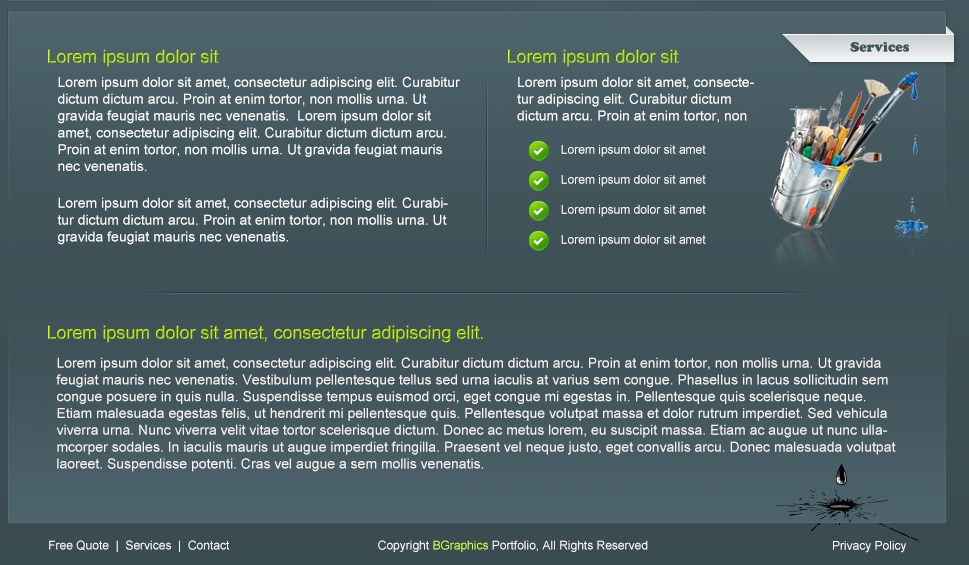 Services
Lorem ipsum dolor sit
Lorem ipsum dolor sit amet, consectetur adipiscing elit. Curabitur
dictum dictum arcu. Proin at enim tortor, non mollis urna. Ut
gravida feugiat mauris nec venenatis.  Lorem ipsum dolor sit
amet, consectetur adipiscing elit. Curabitur dictum dictum arcu.
Proin at enim tortor, non mollis urna. Ut gravida feugiat mauris
nec venenatis.
Lorem ipsum dolor sit amet, consectetur adipiscing elit. Curabi-
tur dictum dictum arcu. Proin at enim tortor, non mollis urna. Ut
gravida feugiat mauris nec venenatis.
Lorem ipsum dolor sit
Lorem ipsum dolor sit amet, consecte-
tur adipiscing elit. Curabitur dictum
dictum arcu. Proin at enim tortor, non
Lorem ipsum dolor sit amet
Lorem ipsum dolor sit amet
Lorem ipsum dolor sit amet
Lorem ipsum dolor sit amet
Lorem ipsum dolor sit amet, consectetur adipiscing elit.
Lorem ipsum dolor sit amet, consectetur adipiscing elit. Curabitur dictum dictum arcu. Proin at enim tortor, non mollis urna. Ut gravida
feugiat mauris nec venenatis. Vestibulum pellentesque tellus sed urna iaculis at varius sem congue. Phasellus in lacus sollicitudin sem
congue posuere in quis nulla. Suspendisse tempus euismod orci, eget congue mi egestas in. Pellentesque quis scelerisque neque.
Etiam malesuada egestas felis, ut hendrerit mi pellentesque quis. Pellentesque volutpat massa et dolor rutrum imperdiet. Sed vehicula
viverra urna. Nunc viverra velit vitae tortor scelerisque dictum. Donec ac metus lorem, eu suscipit massa. Etiam ac augue ut nunc ulla-
mcorper sodales. In iaculis mauris ut augue imperdiet fringilla. Praesent vel neque justo, eget convallis arcu. Donec malesuada volutpat
laoreet. Suspendisse potenti. Cras vel augue a sem mollis venenatis.
Free Quote | Services | Contact
Copyright BGraphics Portfolio, All Rights Reserved
Privacy Policy